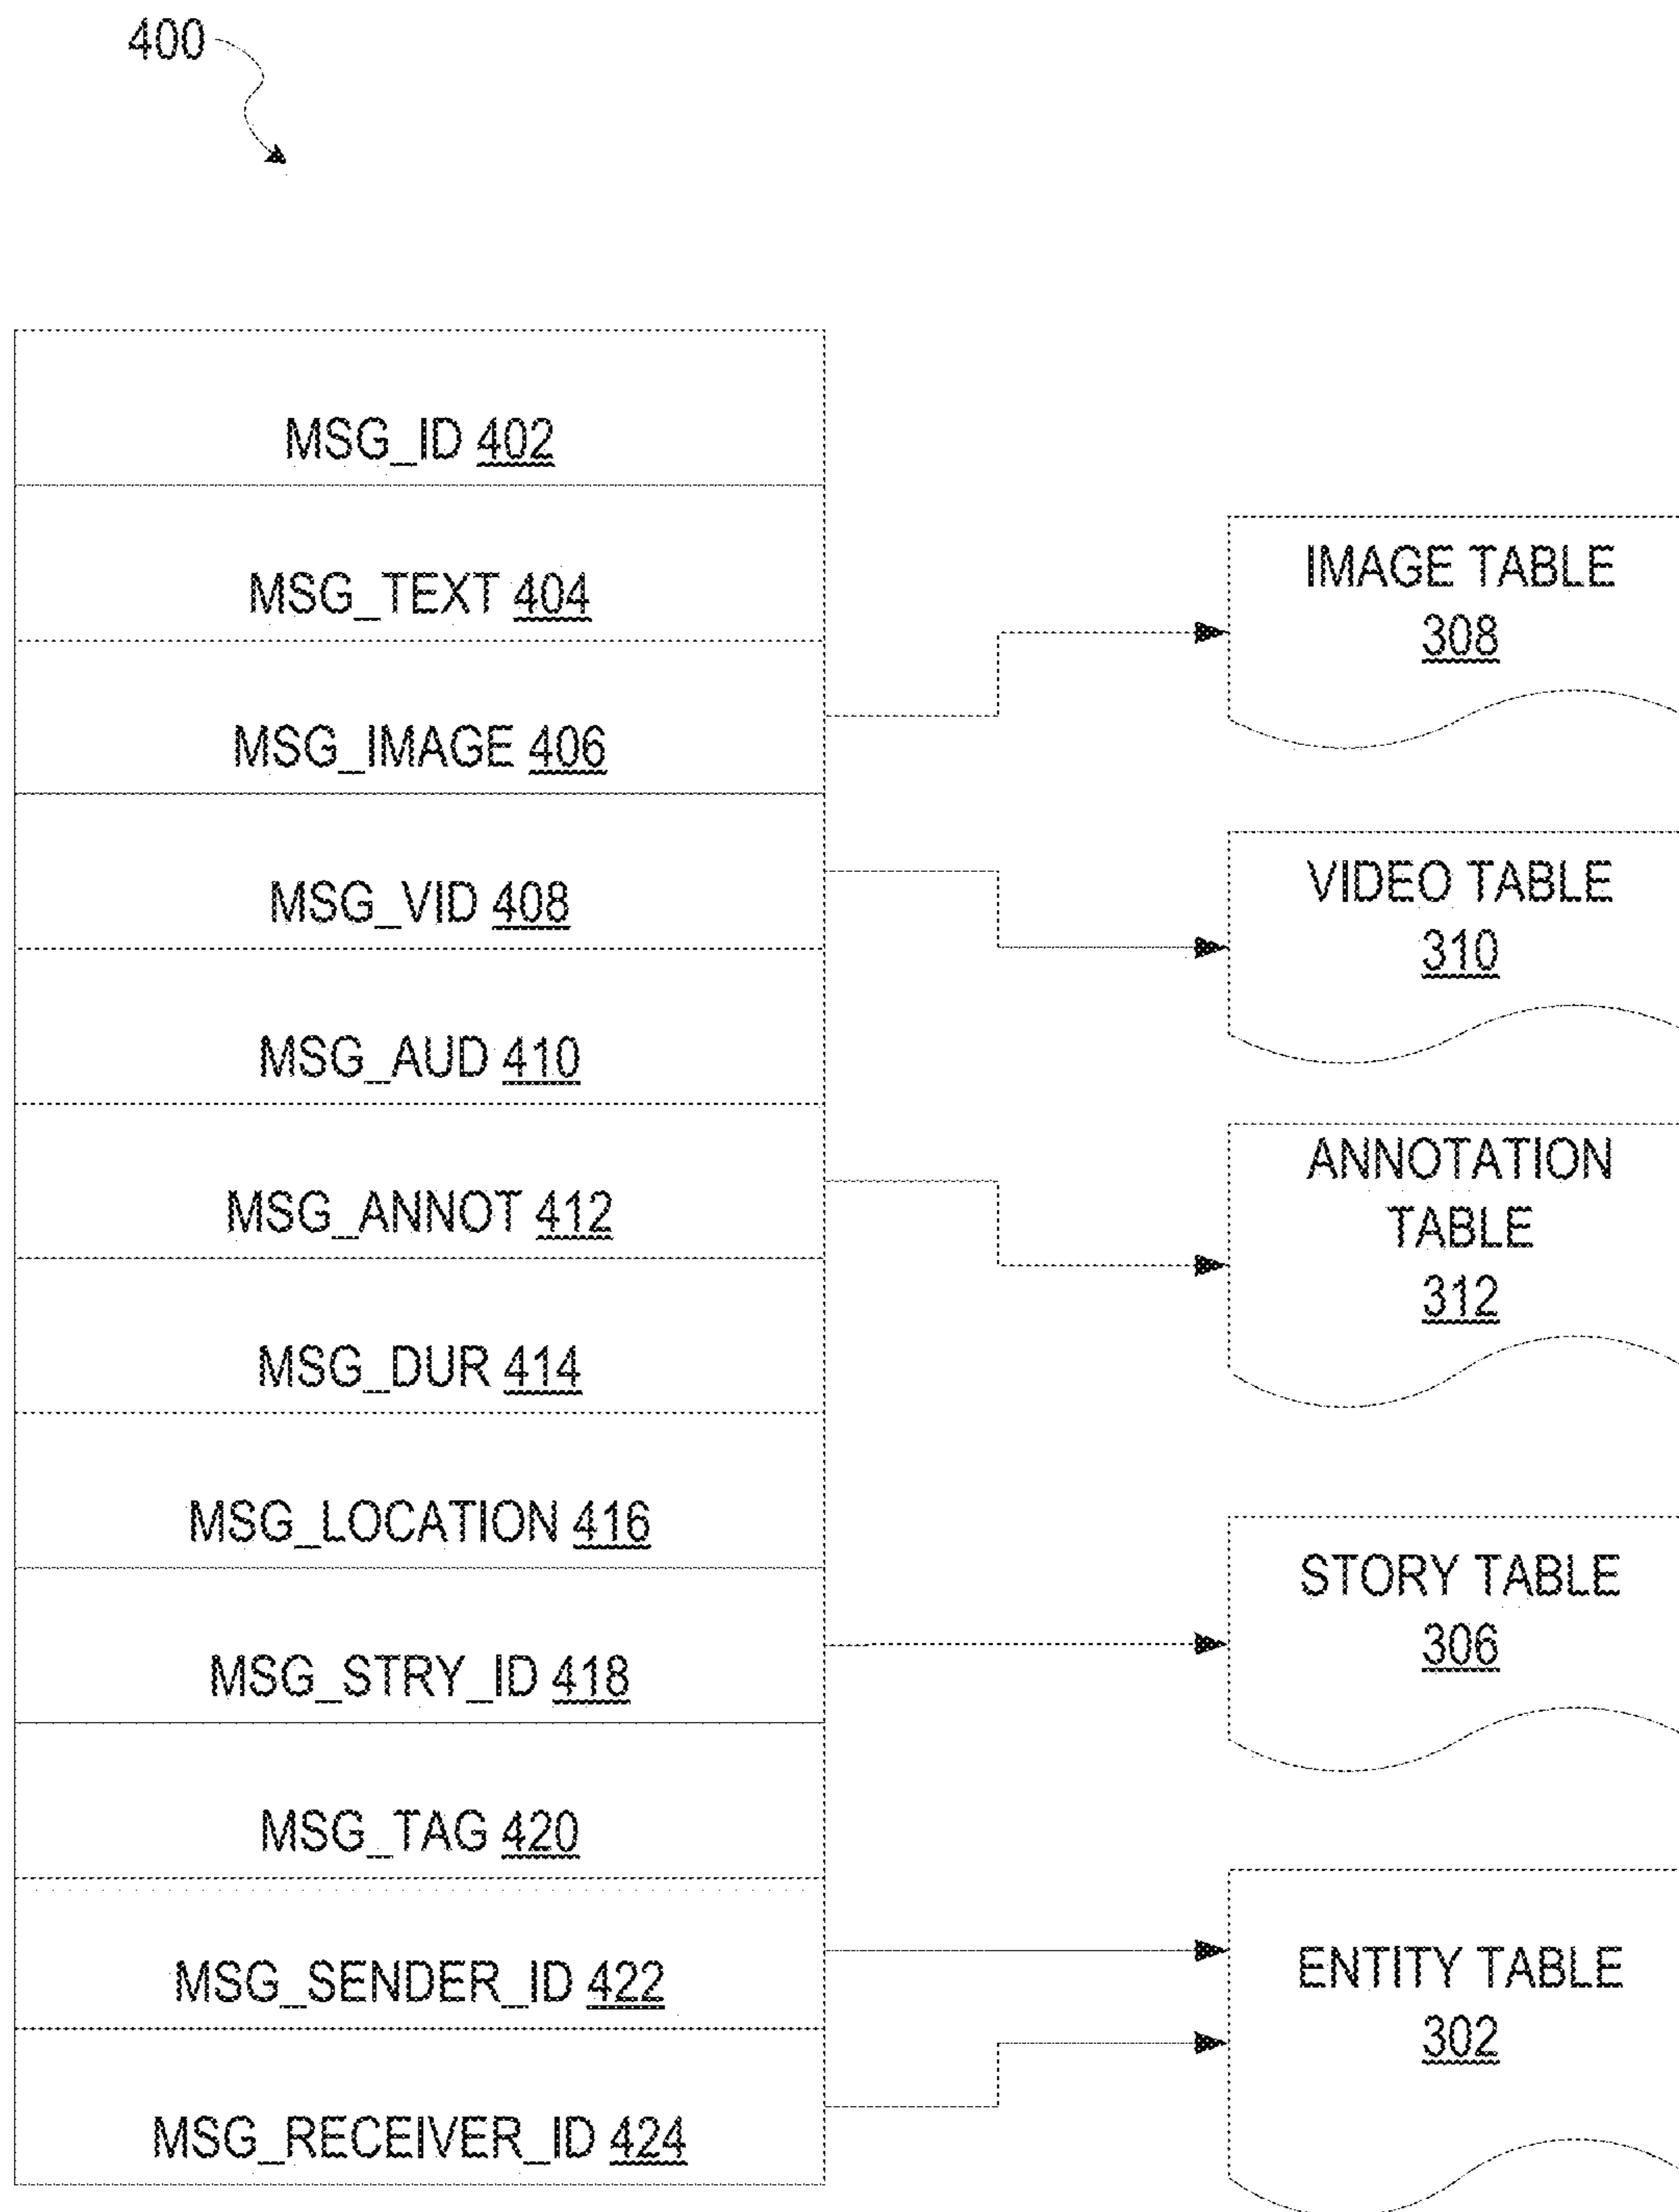 400
MSG_ID 402
MSG_TEXT 404
MSG_IMAGE 406
MSG_VID 408
MSG_AUD 410
MSG_ANNOT 412
MSG_DUR 414
MSG_LOCATION 416
MSG_STRY_ID 418
MSG_TAG 420
MSG_SENDER_ID 422
MSG_RECEIVER_ID 424
IMAGE TABLE
308
VIDEO TABLE
310
ANNOTATION
TABLE
312
STORY TABLE
306
ENTITY TABLE
302